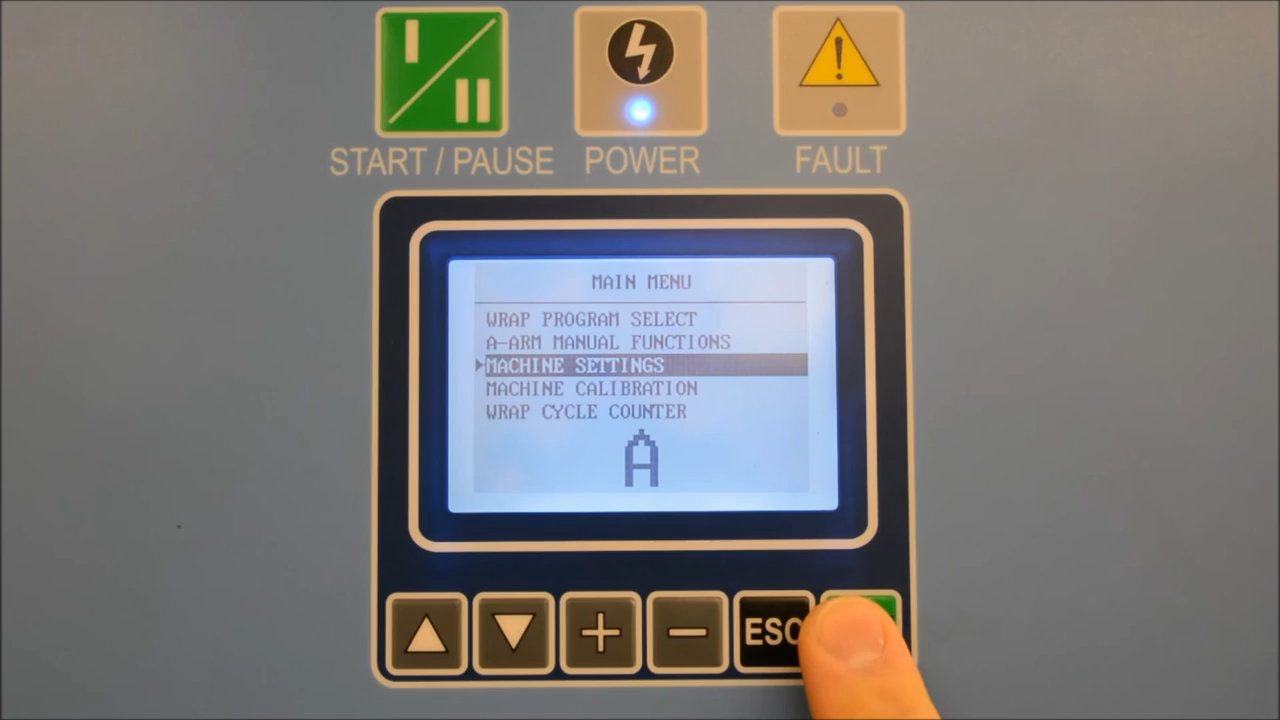 START / PAUSE
POWER
FAULT
MAIN MENU
WRAP PROGRAM SELECT
A-ARM MANUAL FUNCTIONS
MACHINE SETTINGS
MACHINE CALIBRATION
WRAP CYCLE COUNTER
A
ESC